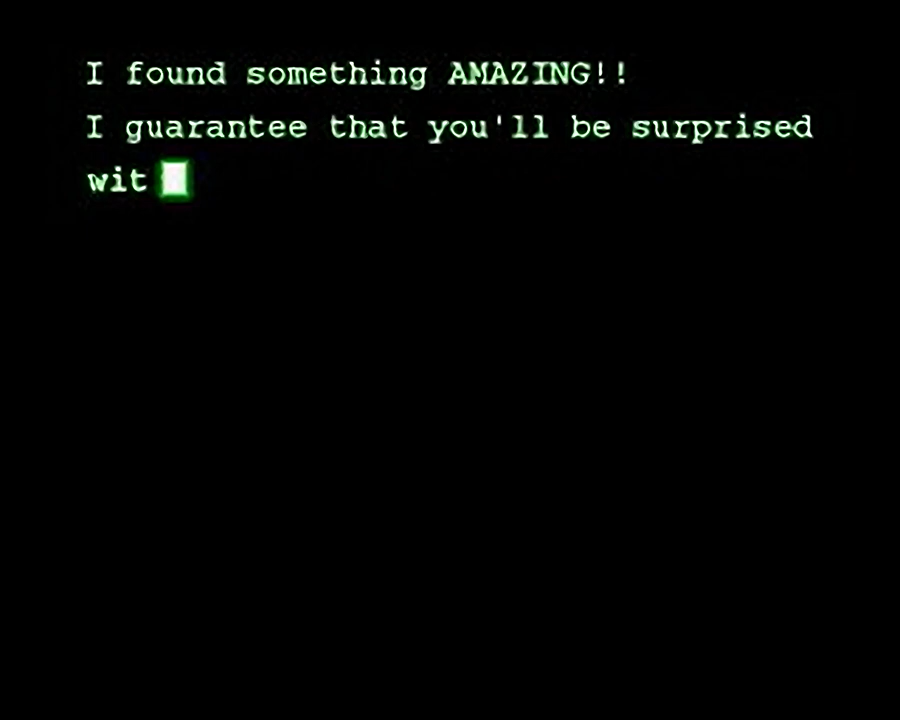 I found something AMAZING!!
I guarantee that you'll be surprised
wit